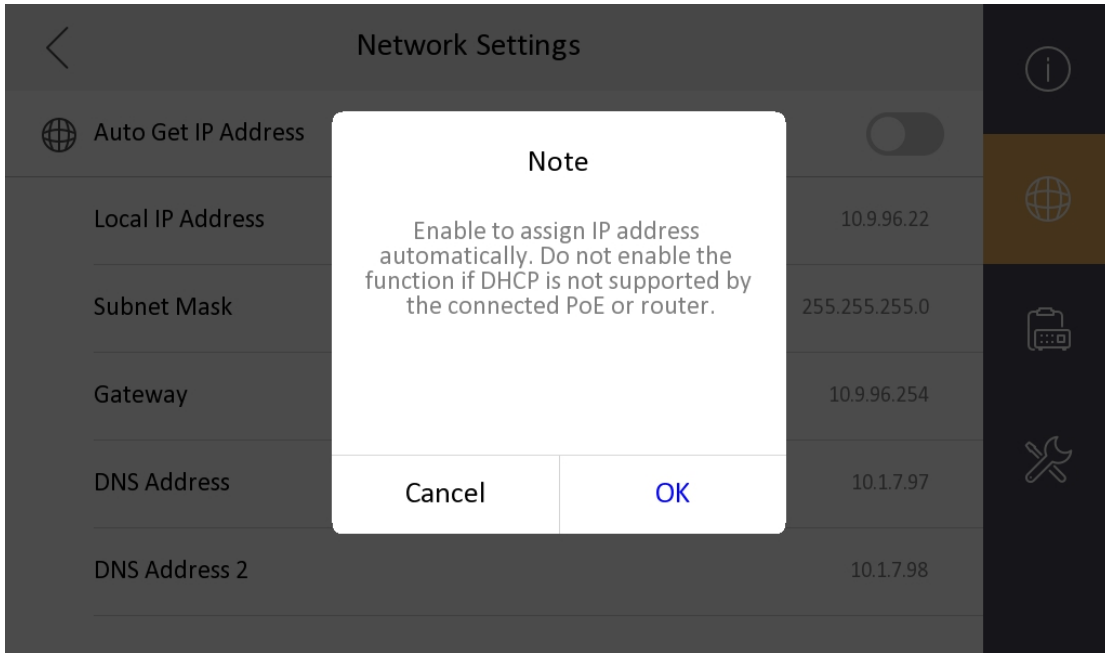 Network Settings
Auto Get IP Address
Note
Enable to assign IP address
automatically. Do not enable the
function if DHCP is not supported by
the connected PoE or router.
Cancel
OK
Local IP Address
10.9.96.22
Subnet Mask
255.255.255.0
Gateway
10.9.96.254
DNS Address
10.1.7.97
DNS Address 2
10.1.7.98